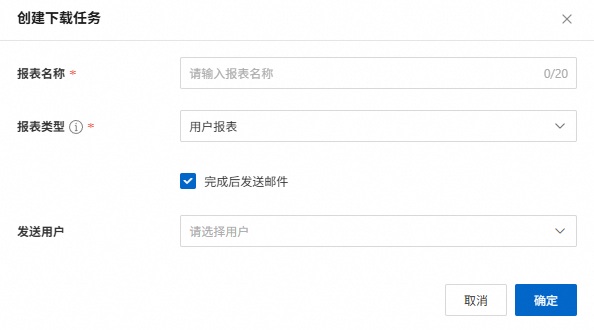 创建下载任务
报表名称 * 请输入报表名称 0/20
报表类型 * 用户报表
完成后发送邮件
发送用户 请选择用户
取消 确定